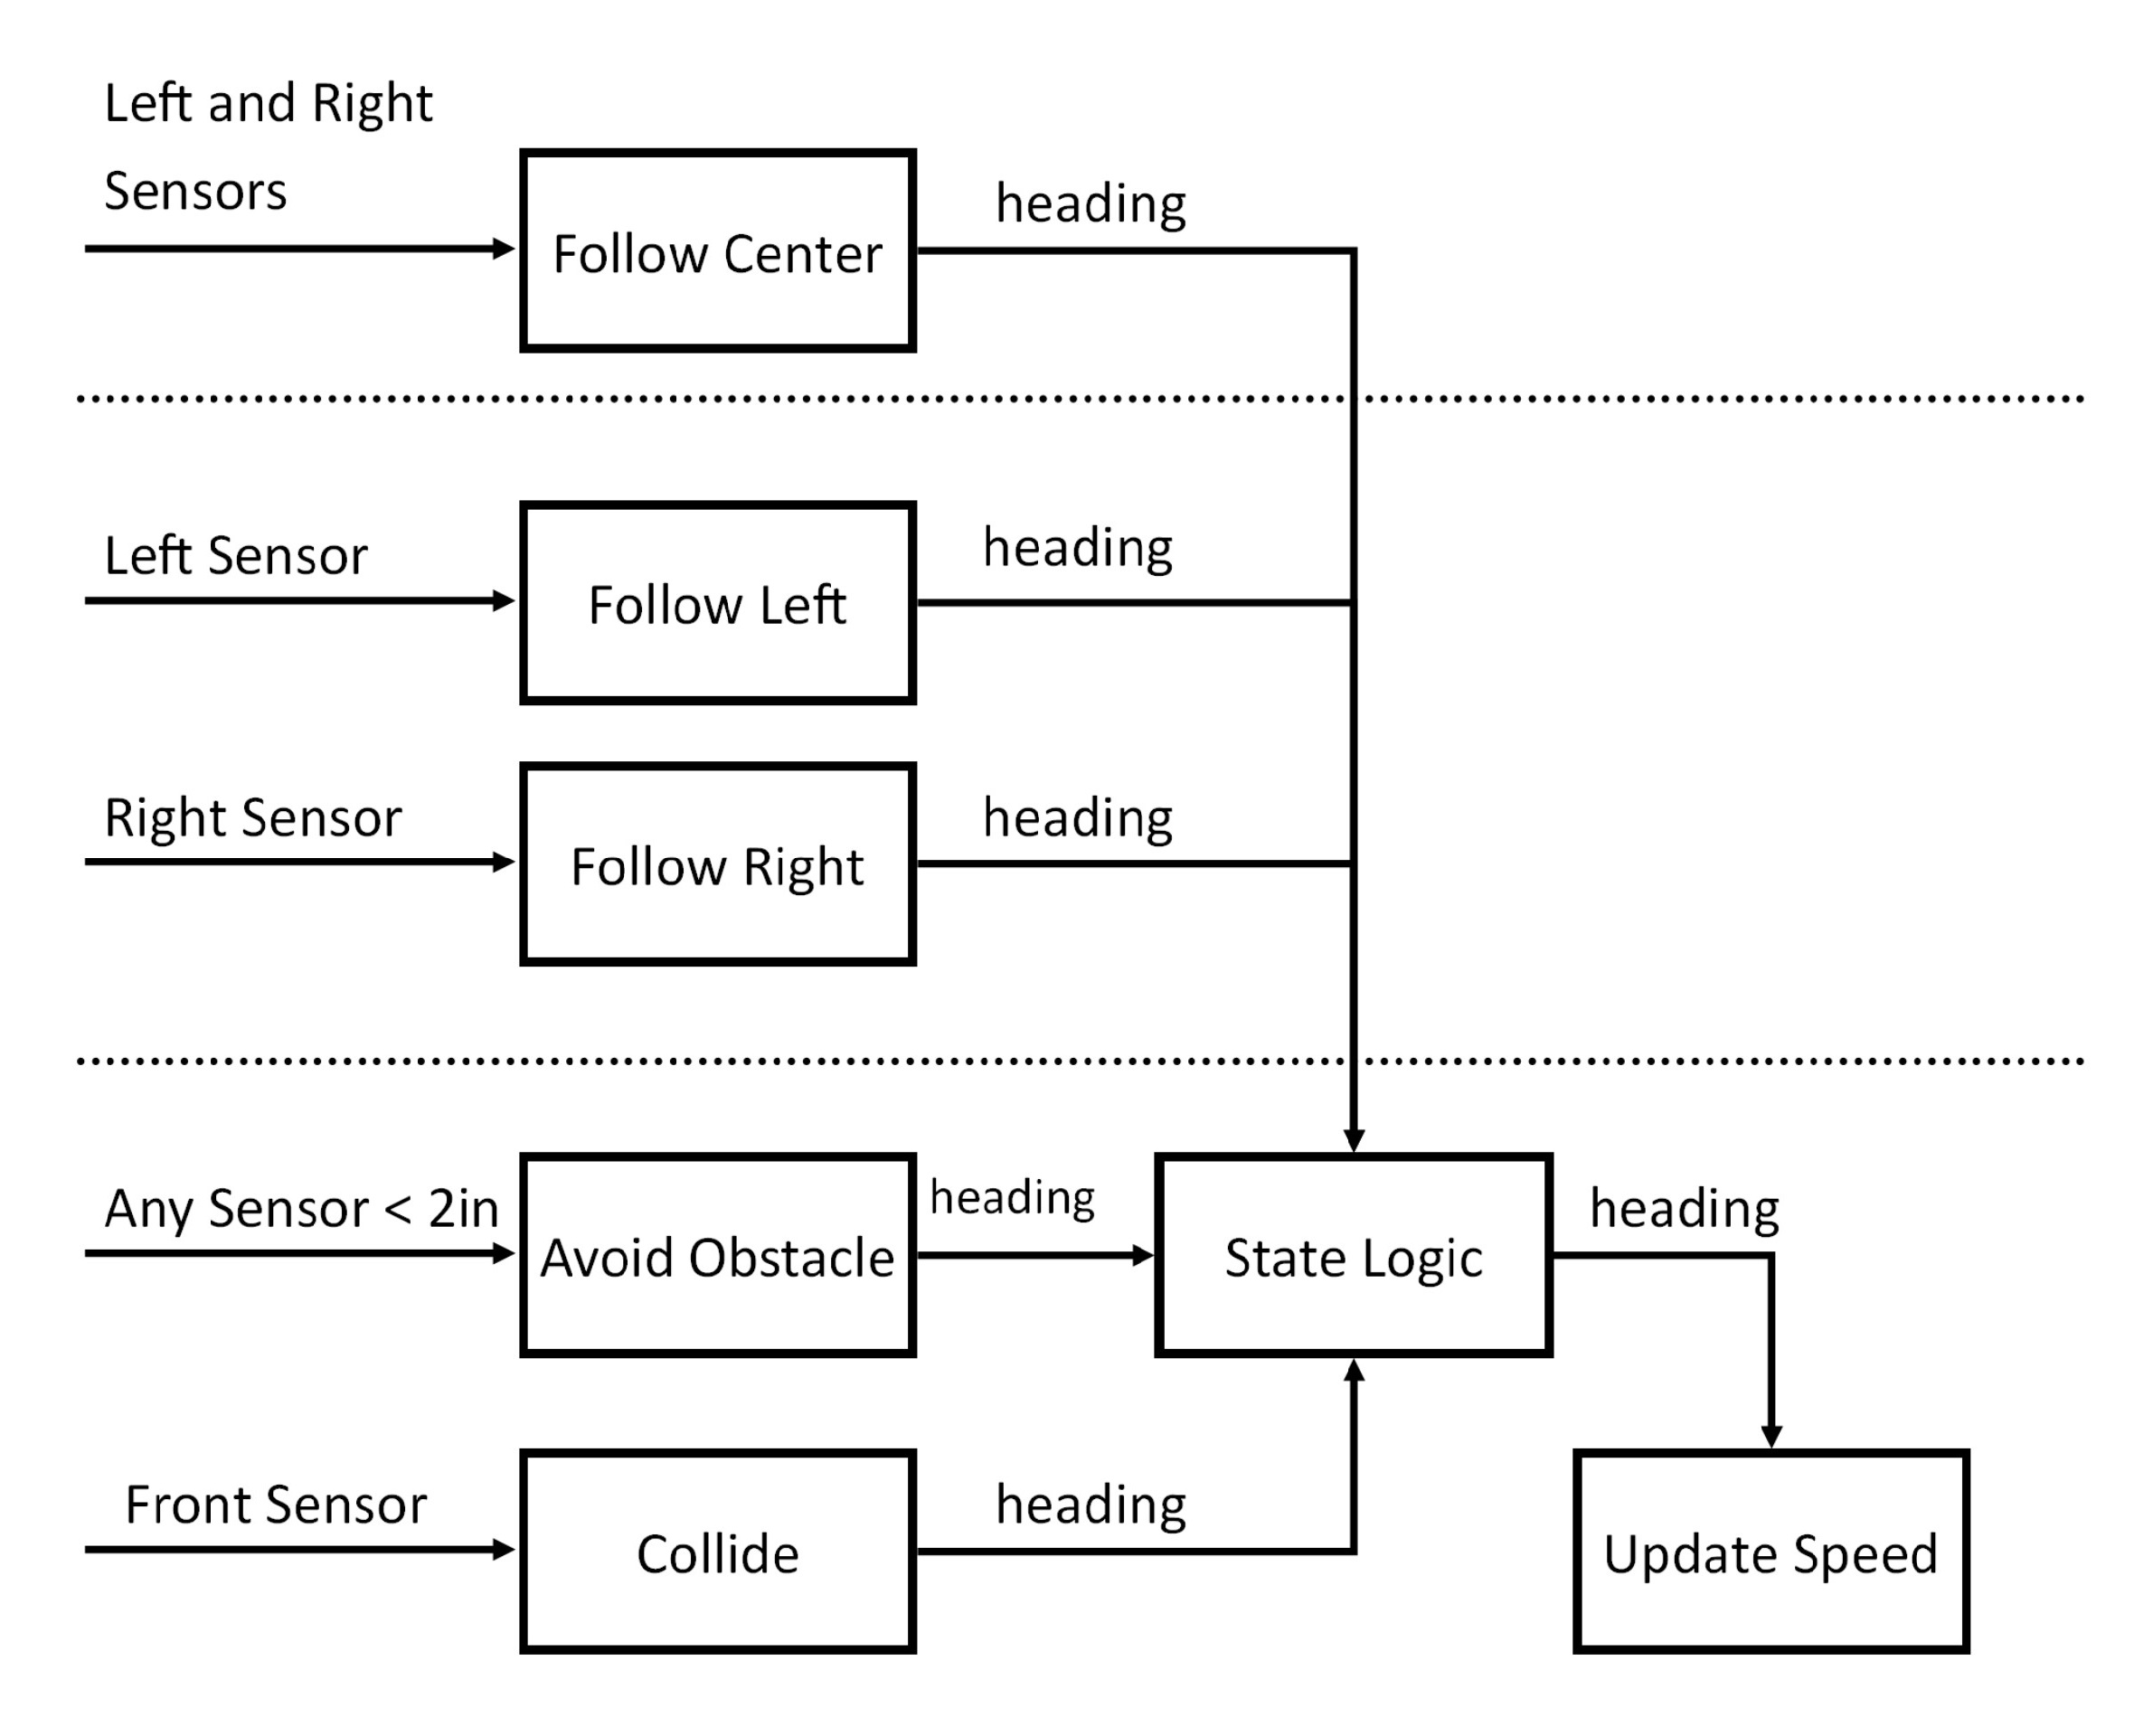 Left and Right
Sensors
Follow Center
heading
Left Sensor
Follow Left
heading
Right Sensor
Follow Right
heading
Any Sensor < 2in
Avoid Obstacle
heading
State Logic
heading
Front Sensor
Collide
heading
Update Speed